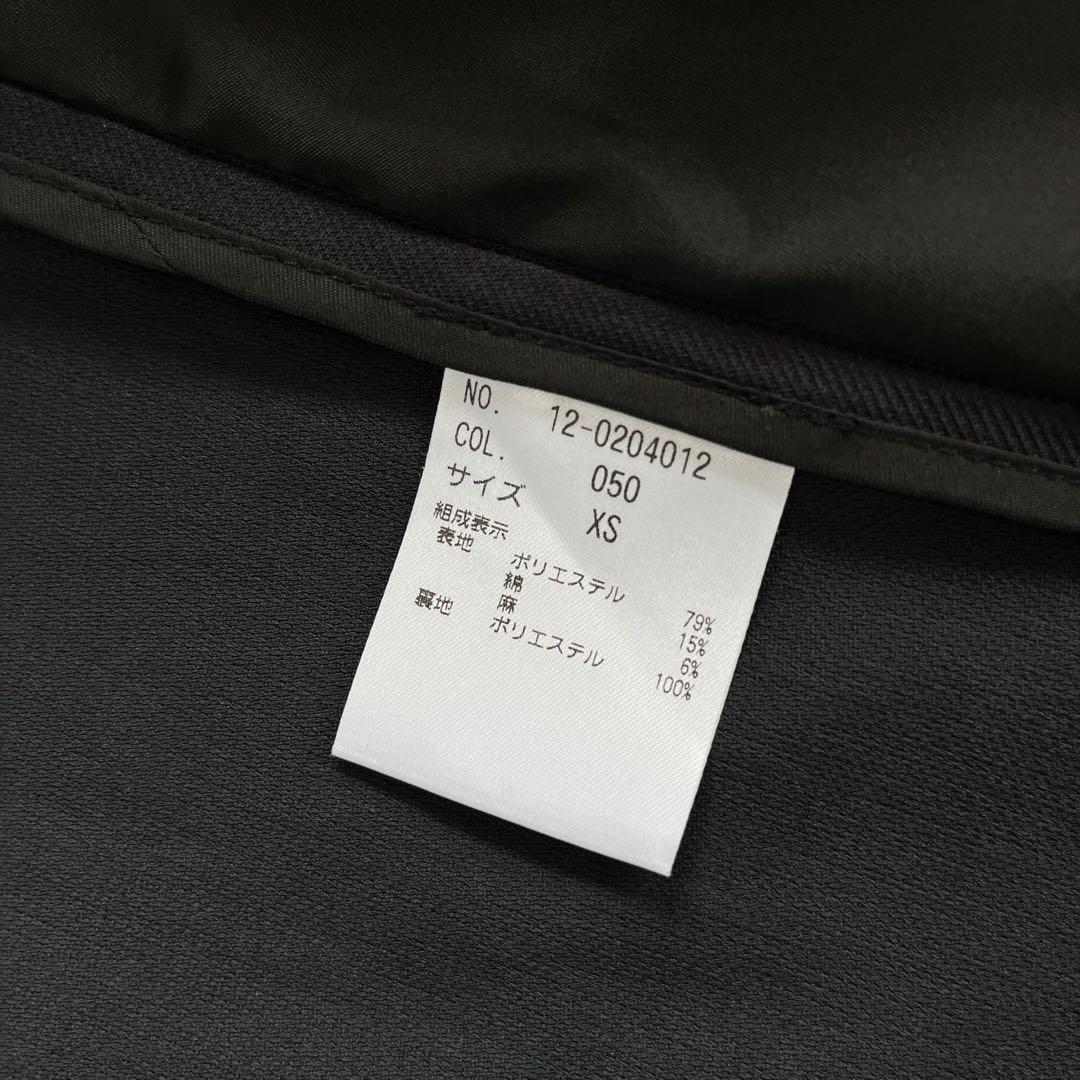 NO. 12-0204012
COL. 050
サイズ XS
組成表示
表地 ポリエステル 79%
綿 15%
麻 6%
裏地 ポリエステル 100%